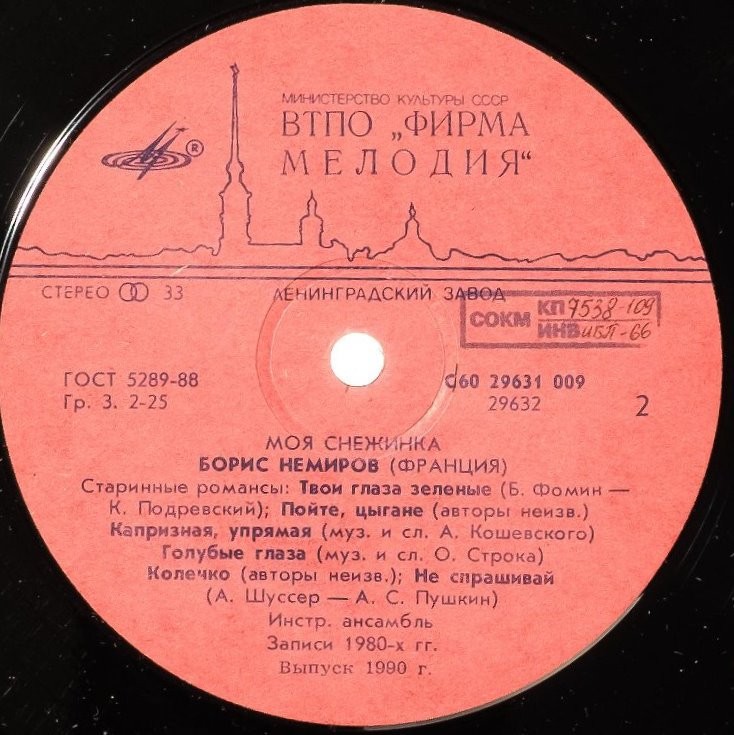 МИНИСТЕРСТВО КУЛЬТУРЫ СССР
ВТПО „ФИРМА
МЕЛОДИЯ“
®
СТЕРЕО 33
ЛЕНИНГРАДСКИЙ ЗАВОД
СОКМ КП 7538-109
ИНВ иБП-66
ГОСТ 5289-88
Гр. 3. 2-25
С60 29631 009
29632
2
МОЯ СНЕЖИНКА
БОРИС НЕМИРОВ (ФРАНЦИЯ)
Старинные романсы: Твои глаза зеленые (Б. Фомин —
К. Подревский); Пойте, цыгане (авторы неизв.)
Капризная, упрямая (муз. и сл. А. Кошевского)
Голубые глаза (муз. и сл. О. Строка)
Колечко (авторы неизв.); Не спрашивай
(А. Шуссер — А. С. Пушкин)
Инстр. ансамбль
Записи 1980-х гг.
Выпуск 1990 г.